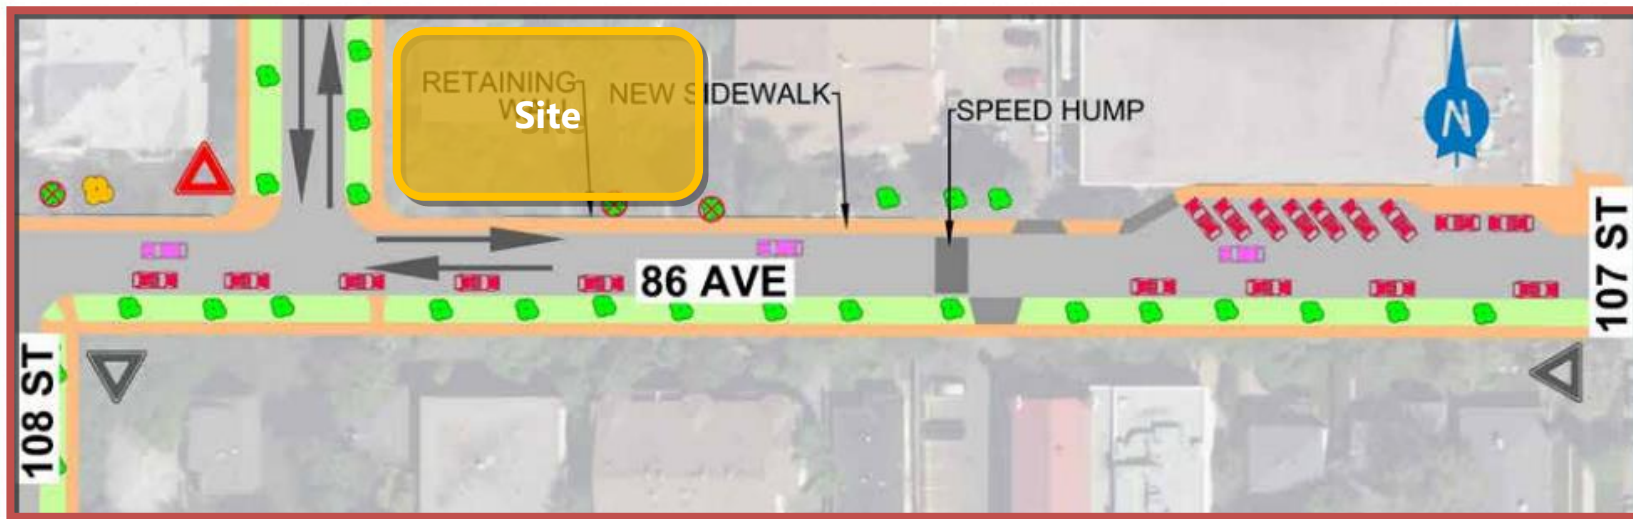 RETAINING
Site
NEW SIDEWALK
SPEED HUMP
N
86 AVE
107 ST
108 ST